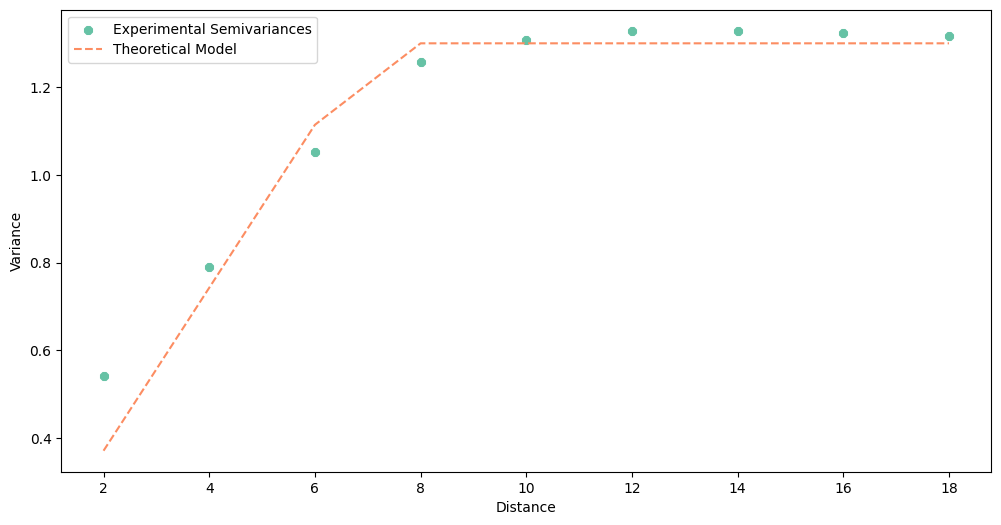 Experimental Semivariances
Theoretical Model
1.2
1.0
0.8
0.6
0.4
Variance
2 4 6 8 10 12 14 16 18
Distance